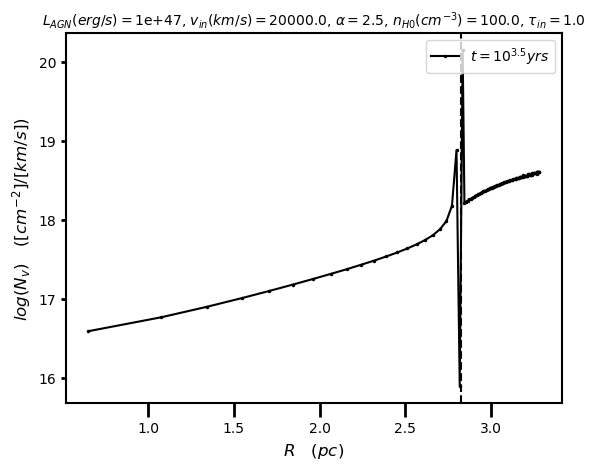 L_AGN(erg/s) = 1e+47, v_in(km/s) = 20000.0, α = 2.5, n_H0(cm^−3) = 100.0, τ_in = 1.0
t = 10^3.5 yrs
20
19
18
17
16
log(N_v) ([cm^−2]/[km/s])
1.0 1.5 2.0 2.5 3.0
R (pc)